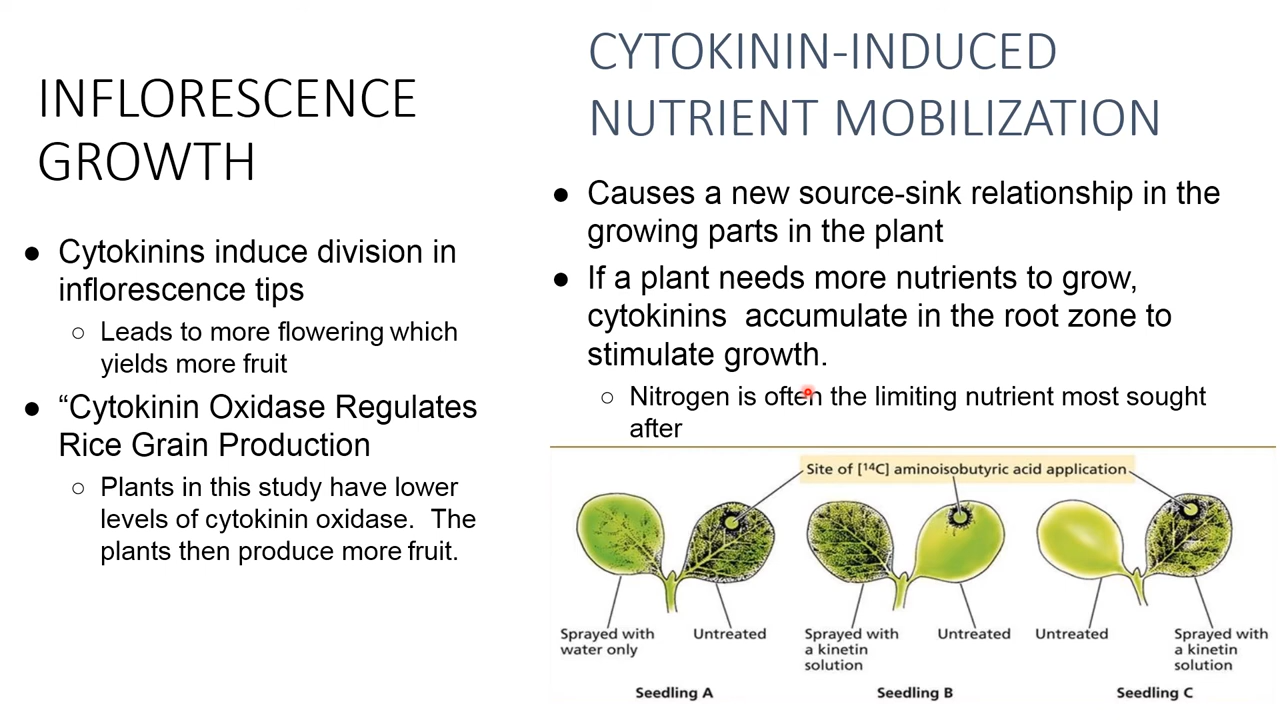 INFLORESCENCE
GROWTH
● Cytokinins induce division in
inflorescence tips
○ Leads to more flowering which
yields more fruit
● “Cytokinin Oxidase Regulates
Rice Grain Production
○ Plants in this study have lower
levels of cytokinin oxidase. The
plants then produce more fruit.
CYTOKININ-INDUCED
NUTRIENT MOBILIZATION
● Causes a new source-sink relationship in the
growing parts in the plant
● If a plant needs more nutrients to grow,
cytokinins accumulate in the root zone to
stimulate growth.
○ Nitrogen is often the limiting nutrient most sought
after
Site of [¹⁴C] aminoisobutyric acid application
Sprayed with
water only
Untreated
Sprayed with
a kinetin
solution
Untreated
Untreated
Sprayed with
a kinetin
solution
Seedling A
Seedling B
Seedling C